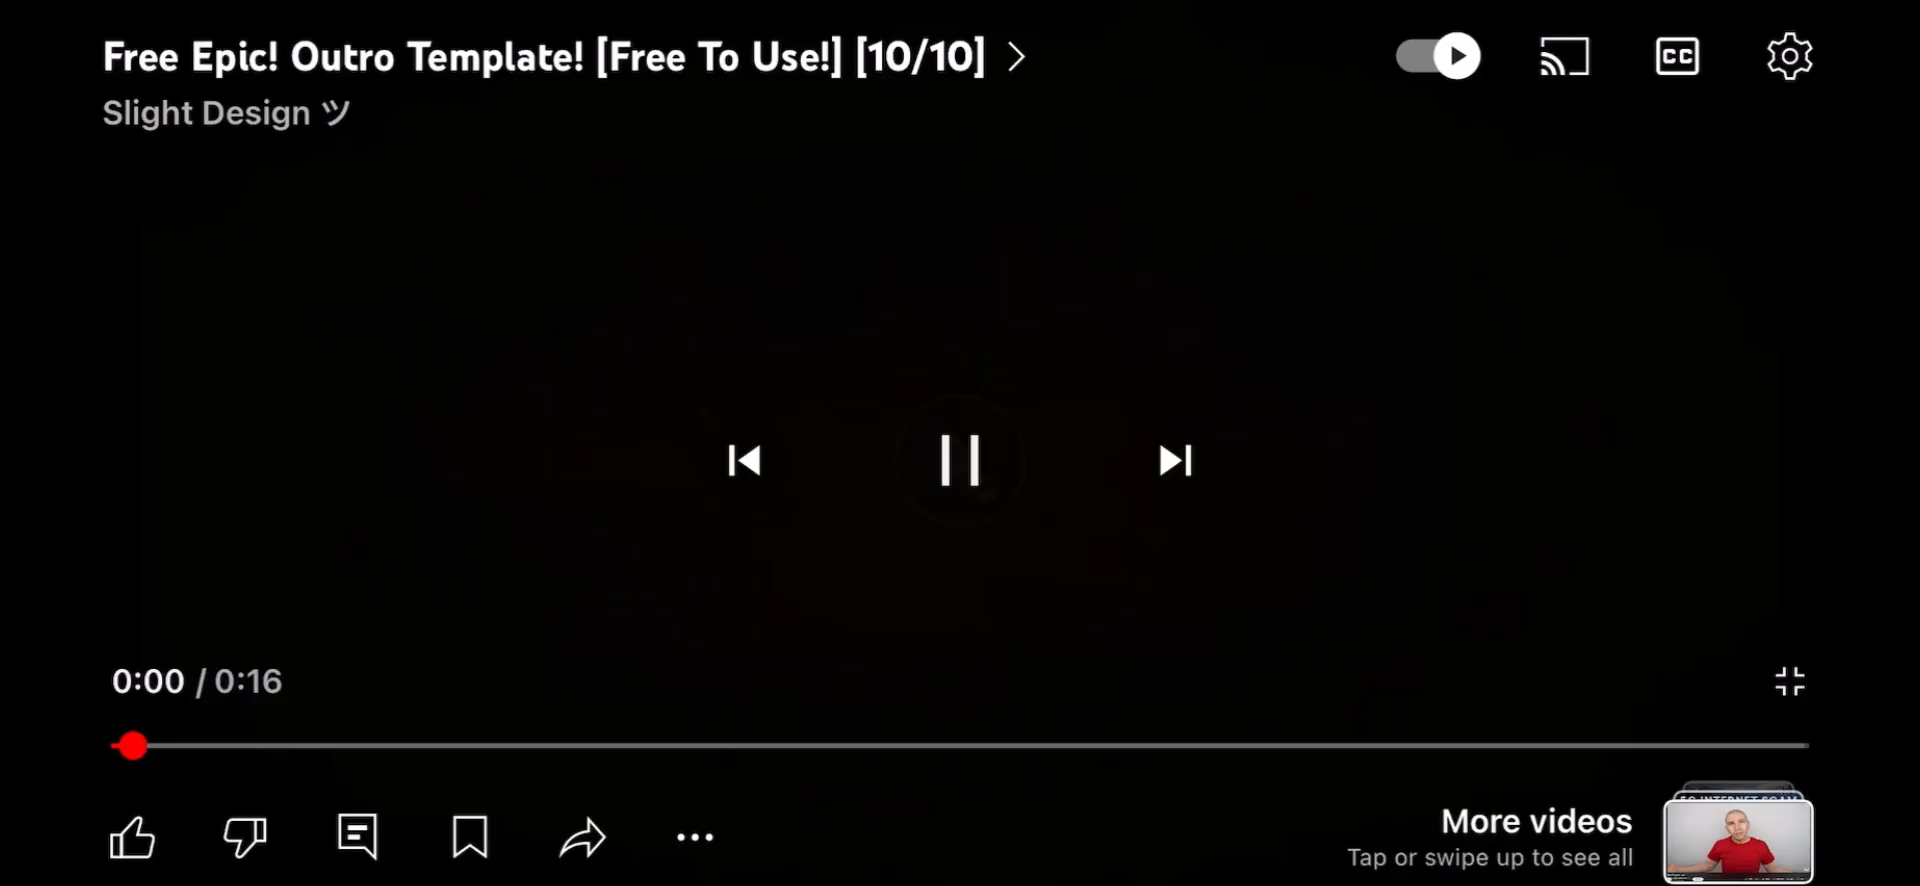 Free Epic! Outro Template! [Free To Use!] [10/10]
Slight Design ツ
CC
0:00 / 0:16
More videos
Tap or swipe up to see all